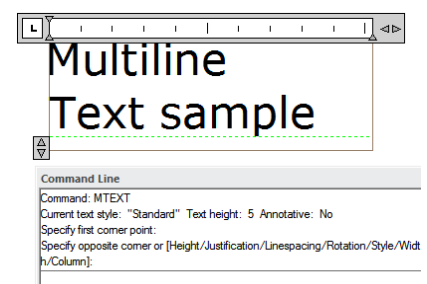 L
Multiline
Text sample
Command Line
Command: MTEXT
Current text style:  "Standard"  Text height:  5  Annotative:  No
Specify first corner point:
Specify opposite corner or [Height/Justification/Linespacing/Rotation/Style/Widt
h/Column]: